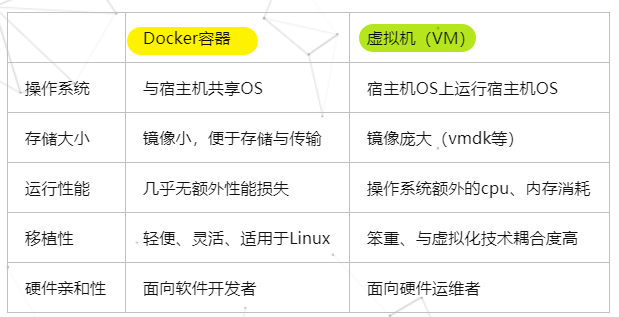 Docker容器 虚拟机（VM）
操作系统 与宿主机共享OS 宿主机OS上运行宿主机OS
存储大小 镜像小，便于存储与传输 镜像庞大（vmdk等）
运行性能 几乎无额外性能损失 操作系统额外的cpu、内存消耗
移植性 轻便、灵活、适用于Linux 笨重、与虚拟化技术耦合度高
硬件亲和性 面向软件开发者 面向硬件运维者